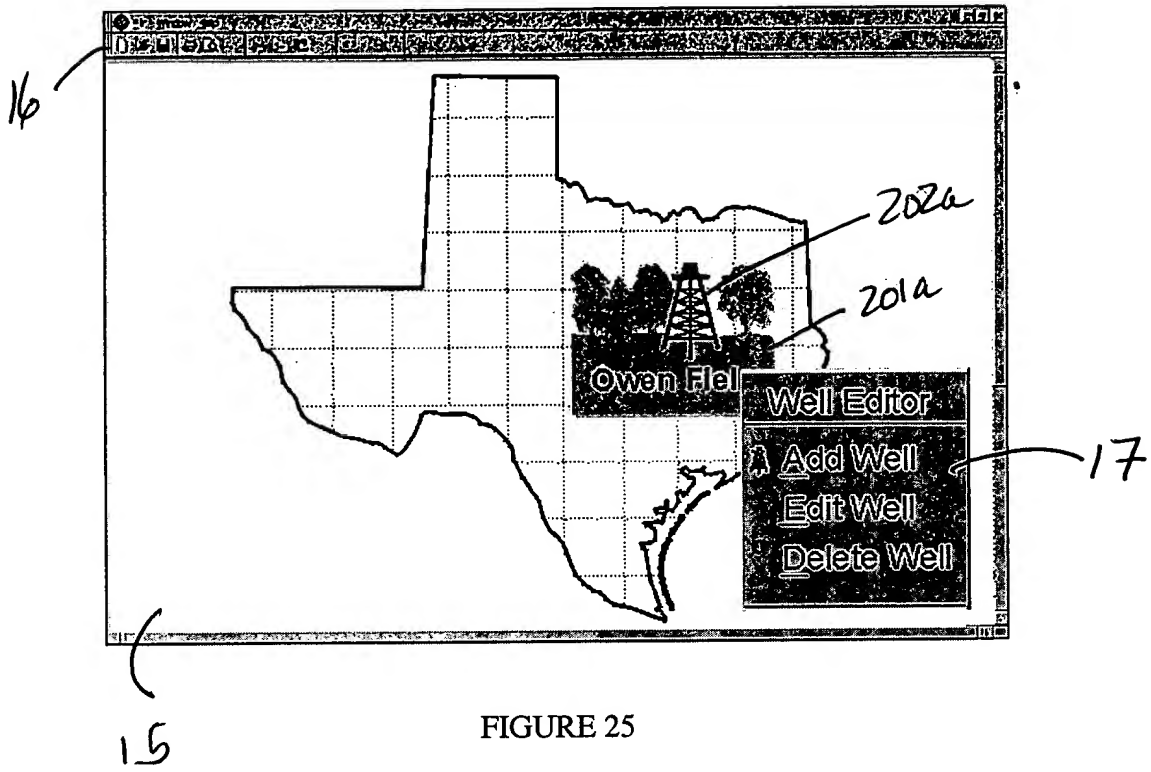 16
202a
201a
Owen Fiel
Well Editor
Add Well
17
Edit Well
Delete Well
15
FIGURE 25